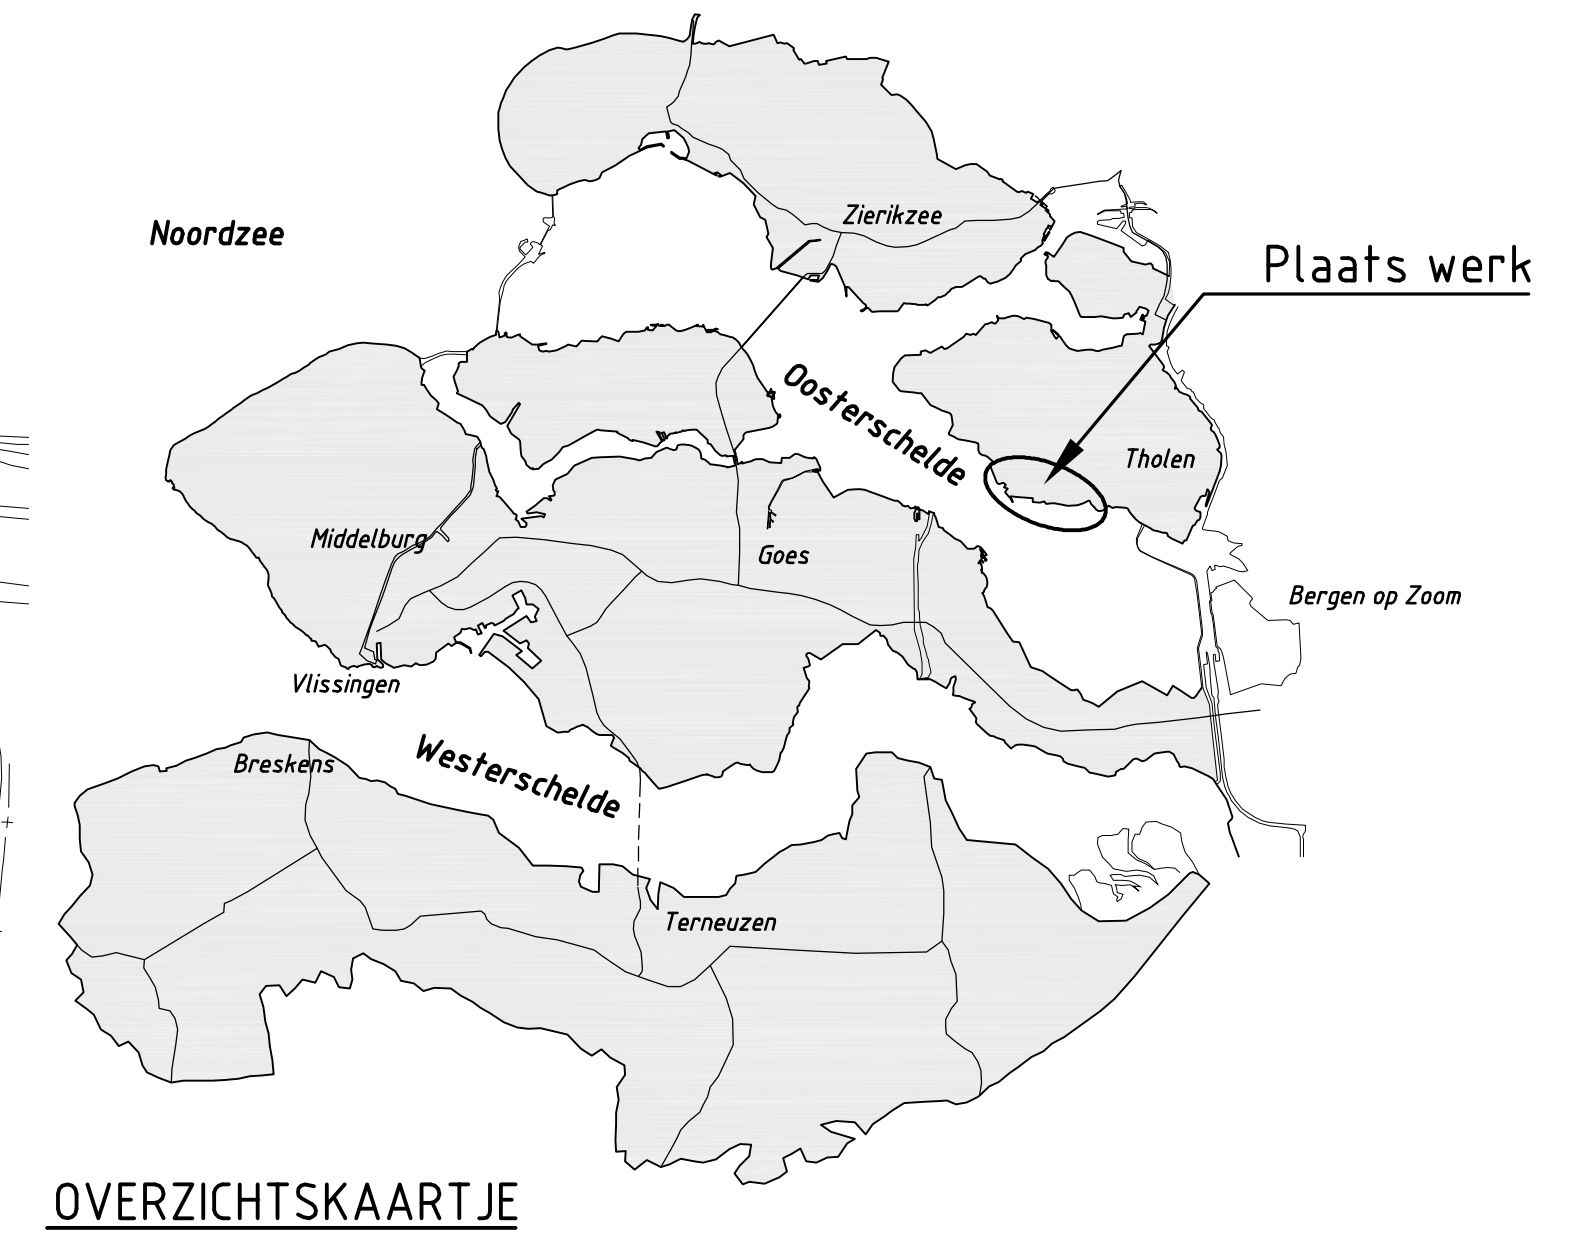 Zierikzee
Noordzee
Plaats werk
Oosterschelde
Tholen
Middelburg
Goes
Bergen op Zoom
Vlissingen
Westerschelde
Breskens
Terneuzen
OVERZICHTSKAARTJE